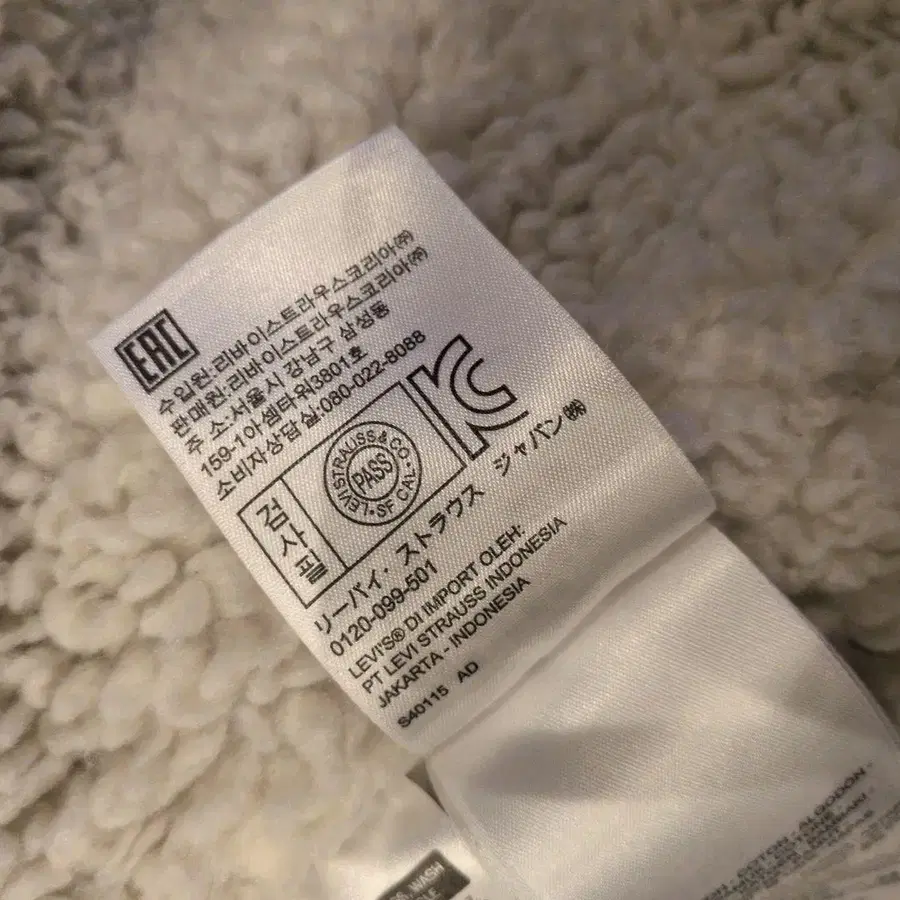 EAC
수입원:리바이스트라우스코리아㈜
판매원:리바이스트라우스코리아㈜
주 소:서울시 강남구 삼성동
159-1아셈타워3801호
소비자상담실:080-022-8088
검사필
LEVI STRAUSS & CO. S.F. CAL.
PASS
リーバイ・ストラウス ジャパン㈱
0120-099-501
LEVI'S® DI IMPORT OLEH:
PT LEVI STRAUSS INDONESIA
JAKARTA - INDONESIA
S40115 AD
COTTON - ALGODON -
WASH